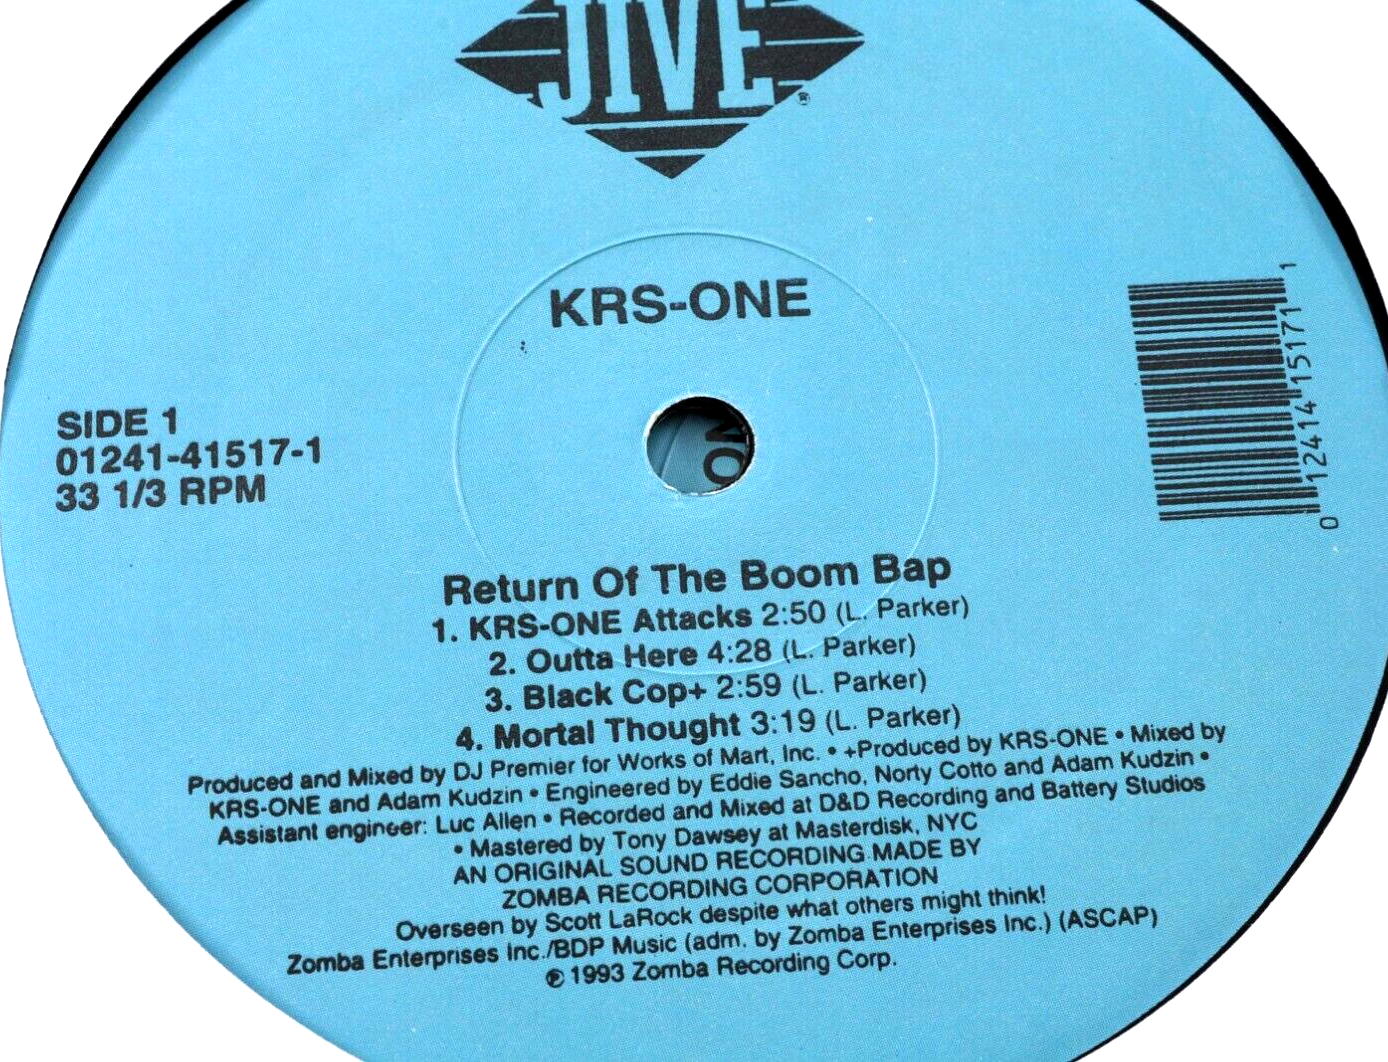 JIVE
®
KRS-ONE
SIDE 1
01241-41517-1
33 1/3 RPM
0 12414 15171 1
Return Of The Boom Bap
1. KRS-ONE Attacks 2:50 (L. Parker)
2. Outta Here 4:28 (L. Parker)
3. Black Cop+ 2:59 (L. Parker)
4. Mortal Thought 3:19 (L. Parker)
Produced and Mixed by DJ Premier for Works of Mart, Inc. • +Produced by KRS-ONE • Mixed by
KRS-ONE and Adam Kudzin • Engineered by Eddie Sancho, Norty Cotto and Adam Kudzin •
Assistant engineer: Luc Allen • Recorded and Mixed at D&D Recording and Battery Studios
• Mastered by Tony Dawsey at Masterdisk, NYC
AN ORIGINAL SOUND RECORDING MADE BY
ZOMBA RECORDING CORPORATION
Overseen by Scott LaRock despite what others might think!
Zomba Enterprises Inc./BDP Music (adm. by Zomba Enterprises Inc.) (ASCAP)
℗ 1993 Zomba Recording Corp.